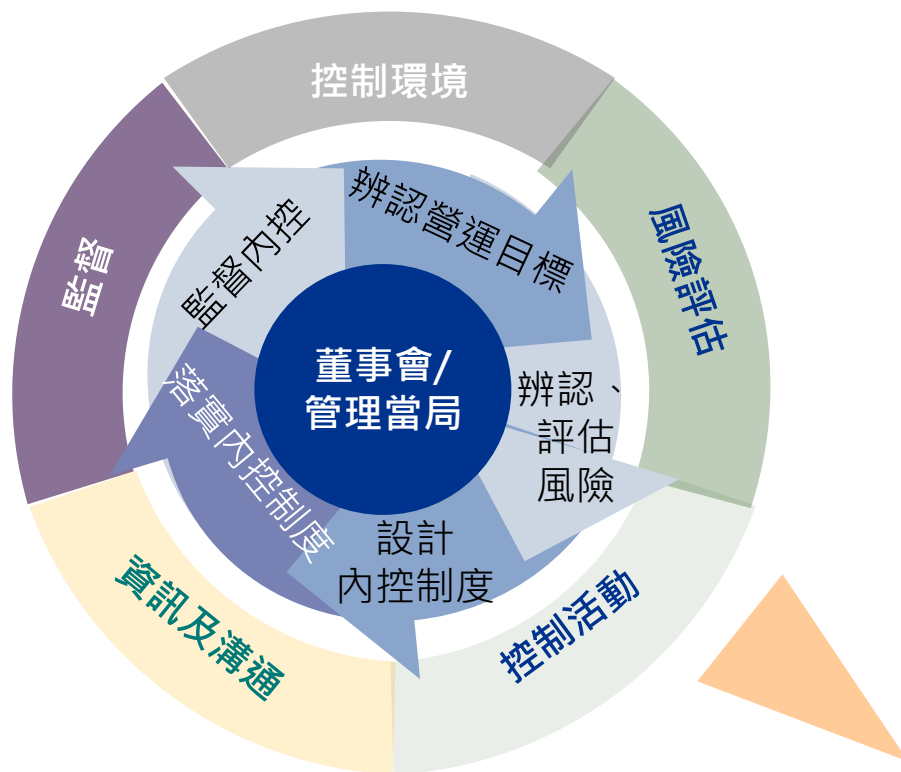 控制環境
風險評估
控制活動
資訊及溝通
監督
辨認營運目標
辨認、
評估
風險
設計
內控制度
落實內控制度
監督內控
董事會/
管理當局